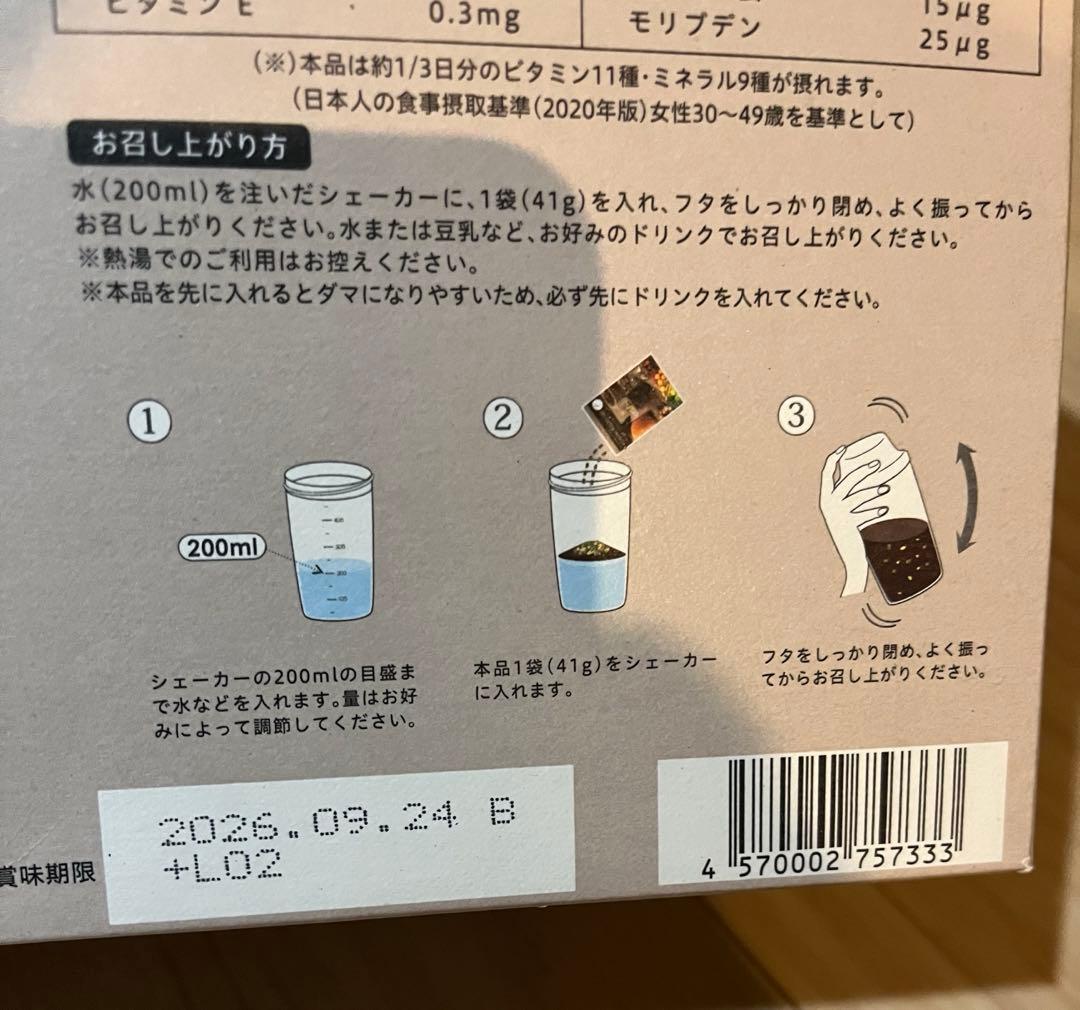 ビタミンE 0.3mg
15μg
モリブデン 25μg
(※)本品は約1/3日分のビタミン11種・ミネラル9種が摂れます。
(日本人の食事摂取基準(2020年版)女性30〜49歳を基準として)
お召し上がり方
水(200ml)を注いだシェーカーに、1袋(41g)を入れ、フタをしっかり閉め、よく振ってから
お召し上がりください。水または豆乳など、お好みのドリンクでお召し上がりください。
※熱湯でのご利用はお控えください。
※本品を先に入れるとダマになりやすいため、必ず先にドリンクを入れてください。
1
2
3
200ml
シェーカーの200mlの目盛ま
で水などを入れます。量はお好
みによって調節してください。
本品1袋(41g)をシェーカー
に入れます。
フタをしっかり閉め、よく振っ
てからお召し上がりください。
賞味期限
2026.09.24 B
+L02
4 570002 757333